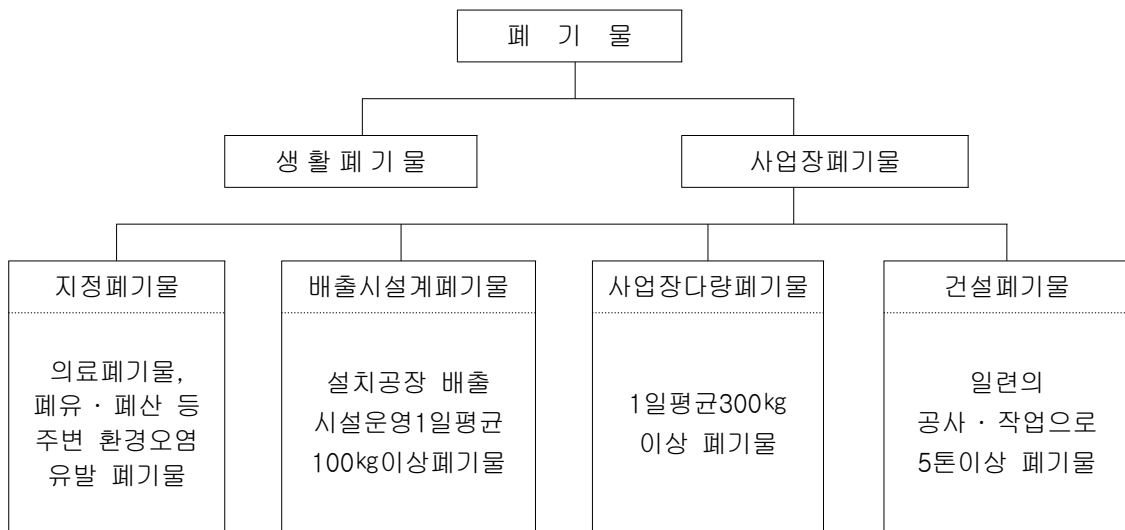 폐 기 물
생 활 폐 기 물
사업장폐기물
지정폐기물
의료폐기물,
폐유 · 폐산 등
주변 환경오염
유발 폐기물
배출시설계폐기물
설치공장 배출
시설운영1일평균
100kg이상폐기물
사업장다량폐기물
1일평균300kg
이상 폐기물
건설폐기물
일련의
공사 · 작업으로
5톤이상 폐기물